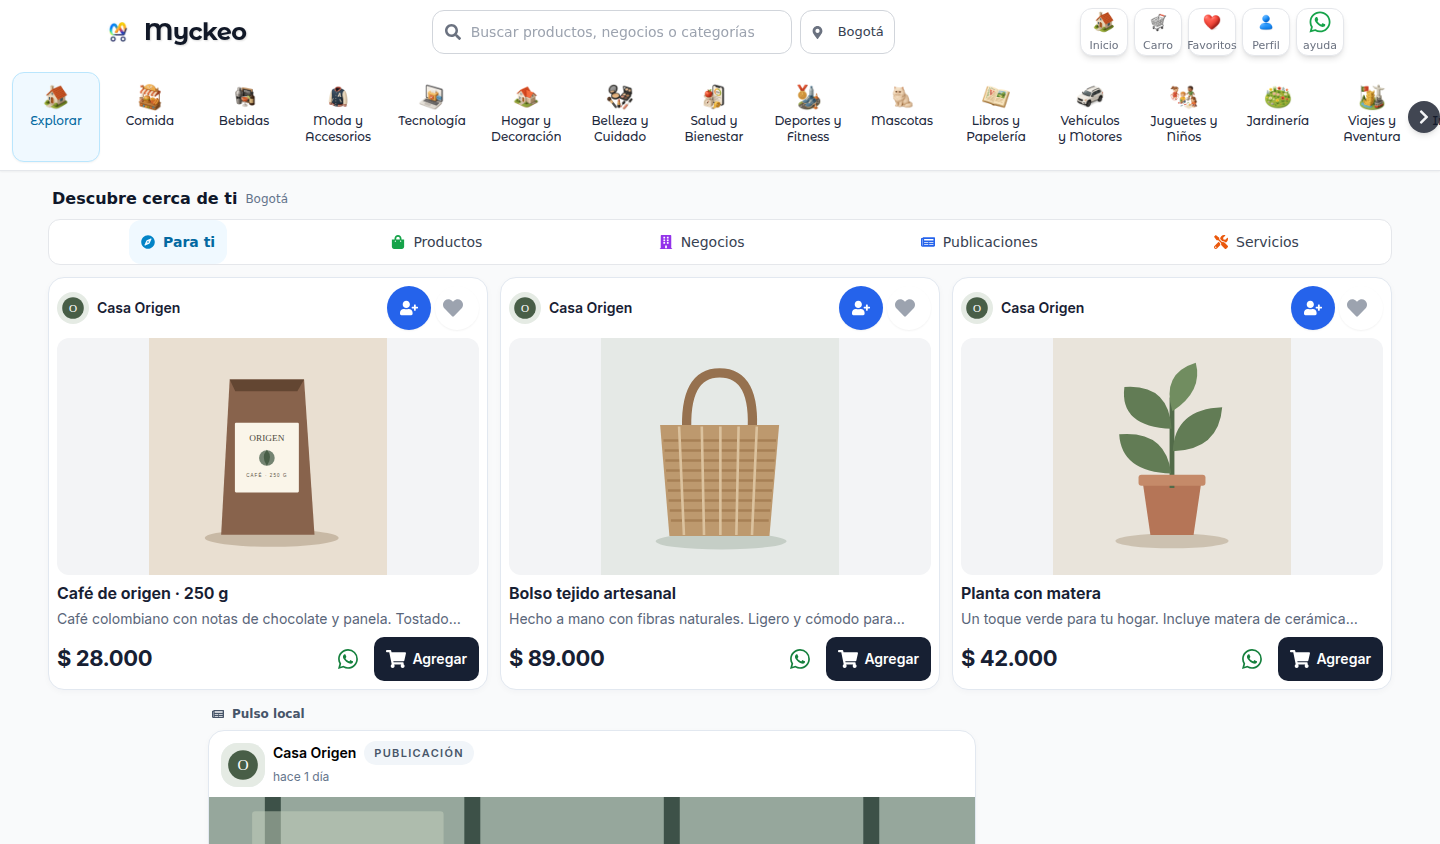 Myckeo
Buscar productos, negocios o categorías
Bogotá
Inicio
Carro
Favoritos
Perfil
ayuda
Explorar
Comida
Bebidas
Moda y
Accesorios
Tecnología
Hogar y
Decoración
Belleza y
Cuidado
Salud y
Bienestar
Deportes y
Fitness
Mascotas
Libros y
Papelería
Vehículos
y Motores
Juguetes y
Niños
Jardinería
Viajes y
Aventura
Descubre cerca de ti Bogotá
Para ti
Productos
Negocios
Publicaciones
Servicios
O Casa Origen
O Casa Origen
O Casa Origen
ORIGEN
CAFÉ · 250 G
Café de origen · 250 g
Café colombiano con notas de chocolate y panela. Tostado...
$ 28.000
Agregar
Bolso tejido artesanal
Hecho a mano con fibras naturales. Ligero y cómodo para...
$ 89.000
Agregar
Planta con matera
Un toque verde para tu hogar. Incluye matera de cerámica...
$ 42.000
Agregar
Pulso local
O Casa Origen PUBLICACIÓN
hace 1 día